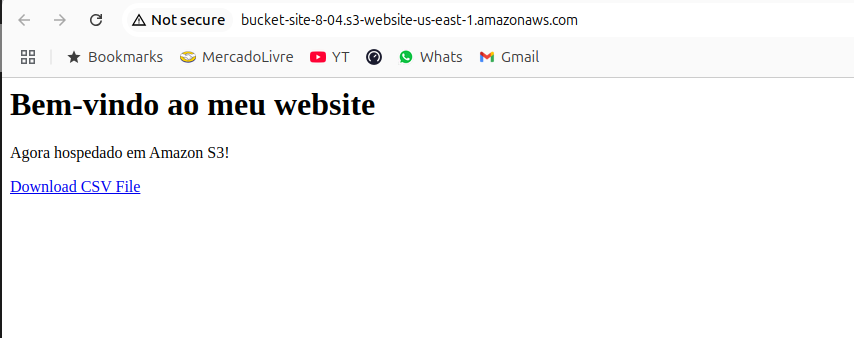 Not secure bucket-site-8-04.s3-website-us-east-1.amazonaws.com
Bookmarks MercadoLivre YT Whats Gmail
Bem-vindo ao meu website
Agora hospedado em Amazon S3!
Download CSV File